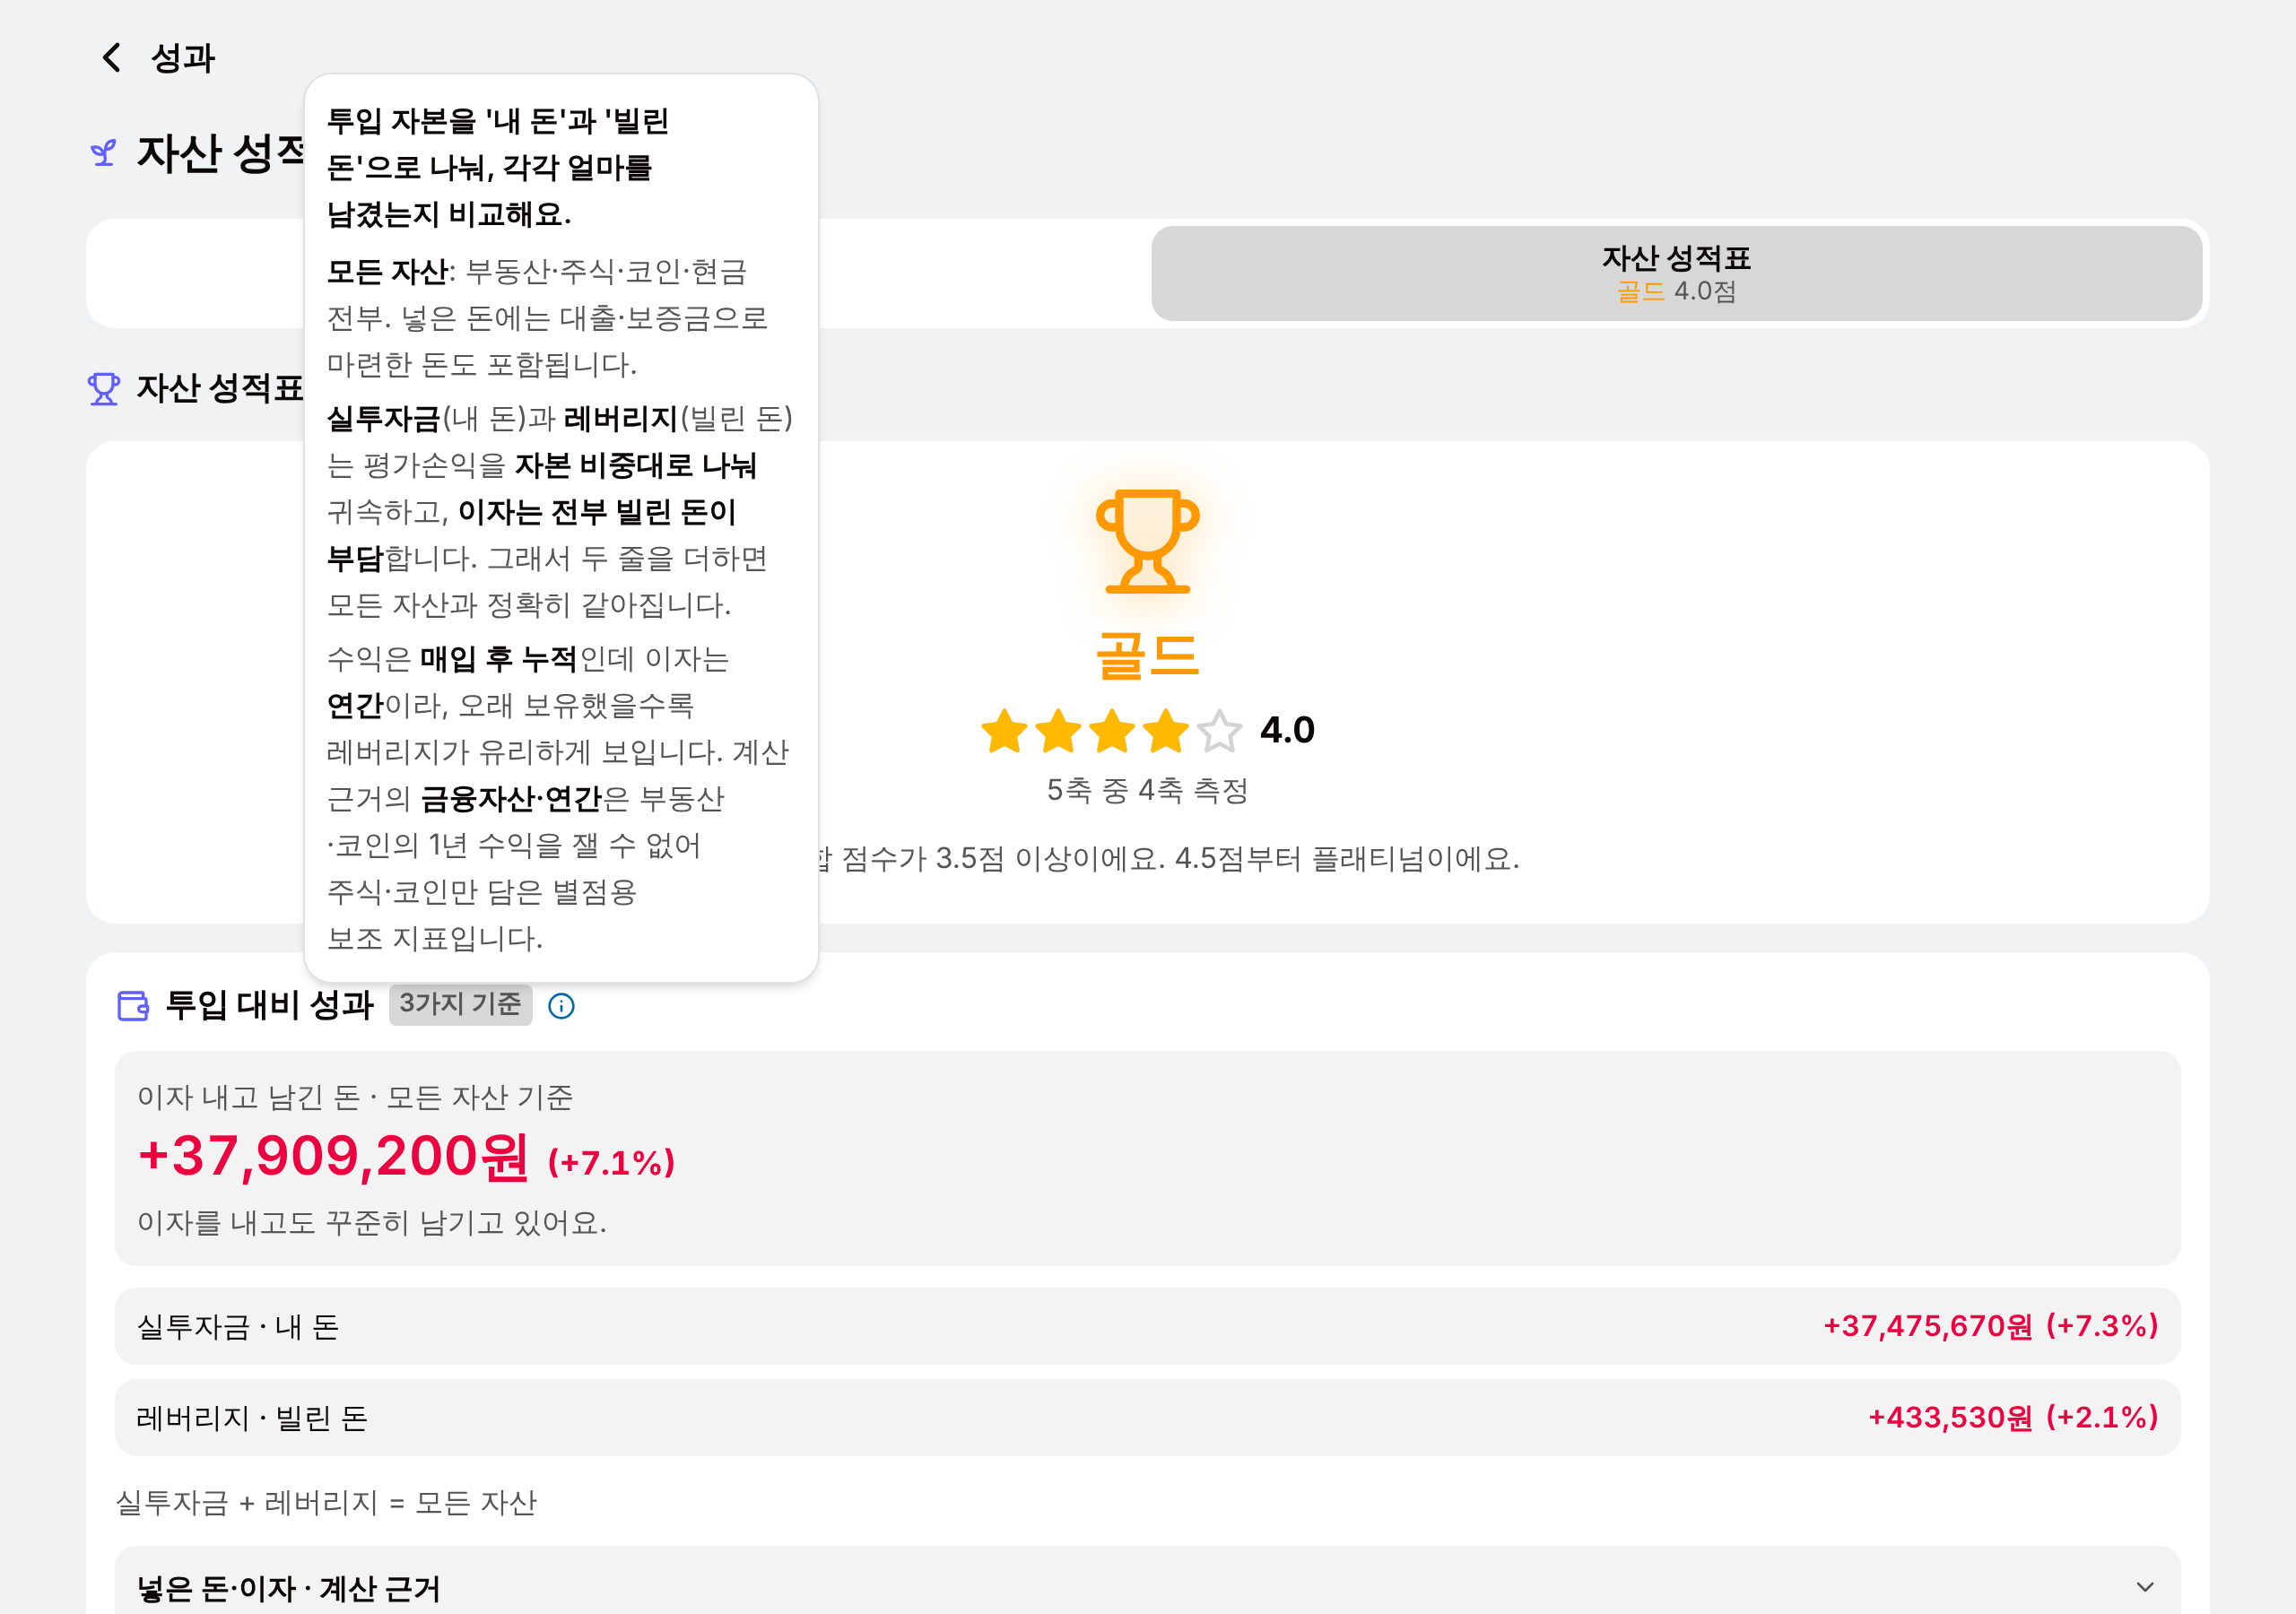 성과
자산 성적
투입 자본을 '내 돈'과 '빌린
돈'으로 나눠, 각각 얼마를
남겼는지 비교해요.
모든 자산: 부동산·주식·코인·현금
전부. 넣은 돈에는 대출·보증금으로
마련한 돈도 포함됩니다.
실투자금(내 돈)과 레버리지(빌린 돈)
는 평가손익을 자본 비중대로 나눠
귀속하고, 이자는 전부 빌린 돈이
부담합니다. 그래서 두 줄을 더하면
모든 자산과 정확히 같아집니다.
수익은 매입 후 누적인데 이자는
연간이라, 오래 보유했을수록
레버리지가 유리하게 보입니다. 계산
근거의 금융자산·연간은 부동산
·코인의 1년 수익을 잴 수 없어
주식·코인만 담은 별점용
보조 지표입니다.
자산 성적표
골드 4.0점
자산 성적표
골드
4.0
5축 중 4축 측정
점수가 3.5점 이상이에요. 4.5점부터 플래티넘이에요.
투입 대비 성과 3가지 기준
이자 내고 남긴 돈 · 모든 자산 기준
+37,909,200원 (+7.1%)
이자를 내고도 꾸준히 남기고 있어요.
실투자금 · 내 돈 +37,475,670원 (+7.3%)
레버리지 · 빌린 돈 +433,530원 (+2.1%)
실투자금 + 레버리지 = 모든 자산
넣은 돈·이자 · 계산 근거